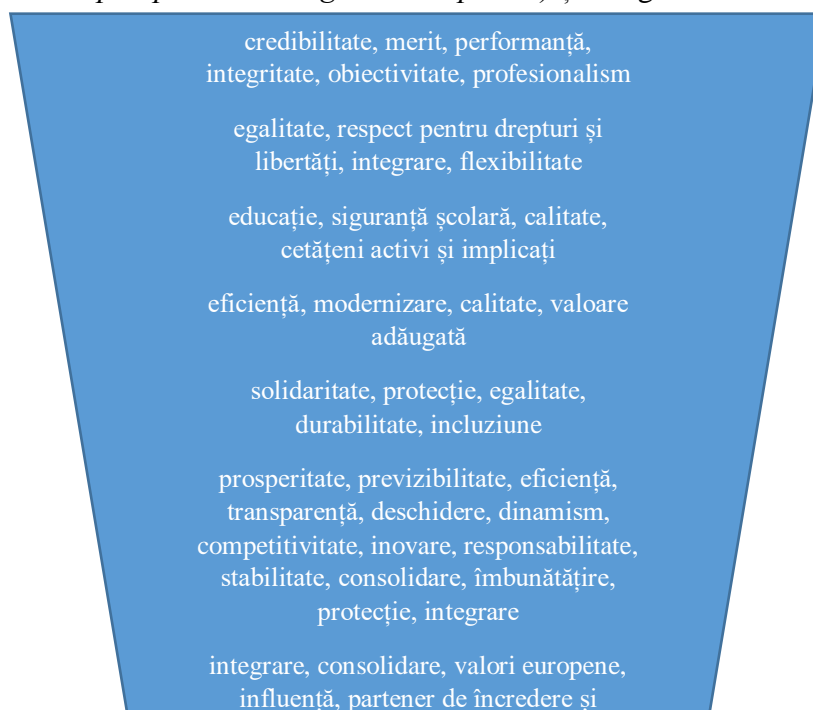 credibilitate, merit, performanță,
integritate, obiectivitate, profesionalism
egalitate, respect pentru drepturi și
libertăți, integrare, flexibilitate
educație, siguranță școlară, calitate,
cetățeni activi și implicați
eficiență, modernizare, calitate, valoare
adăugată
solidaritate, protecție, egalitate,
durabilitate, incluziune
prosperitate, previzibilitate, eficiență,
transparență, deschidere, dinamism,
competitivitate, inovare, responsabilitate,
stabilitate, consolidare, îmbunătățire,
protecție, integrare
integrare, consolidare, valori europene,
influență, partener de încredere și